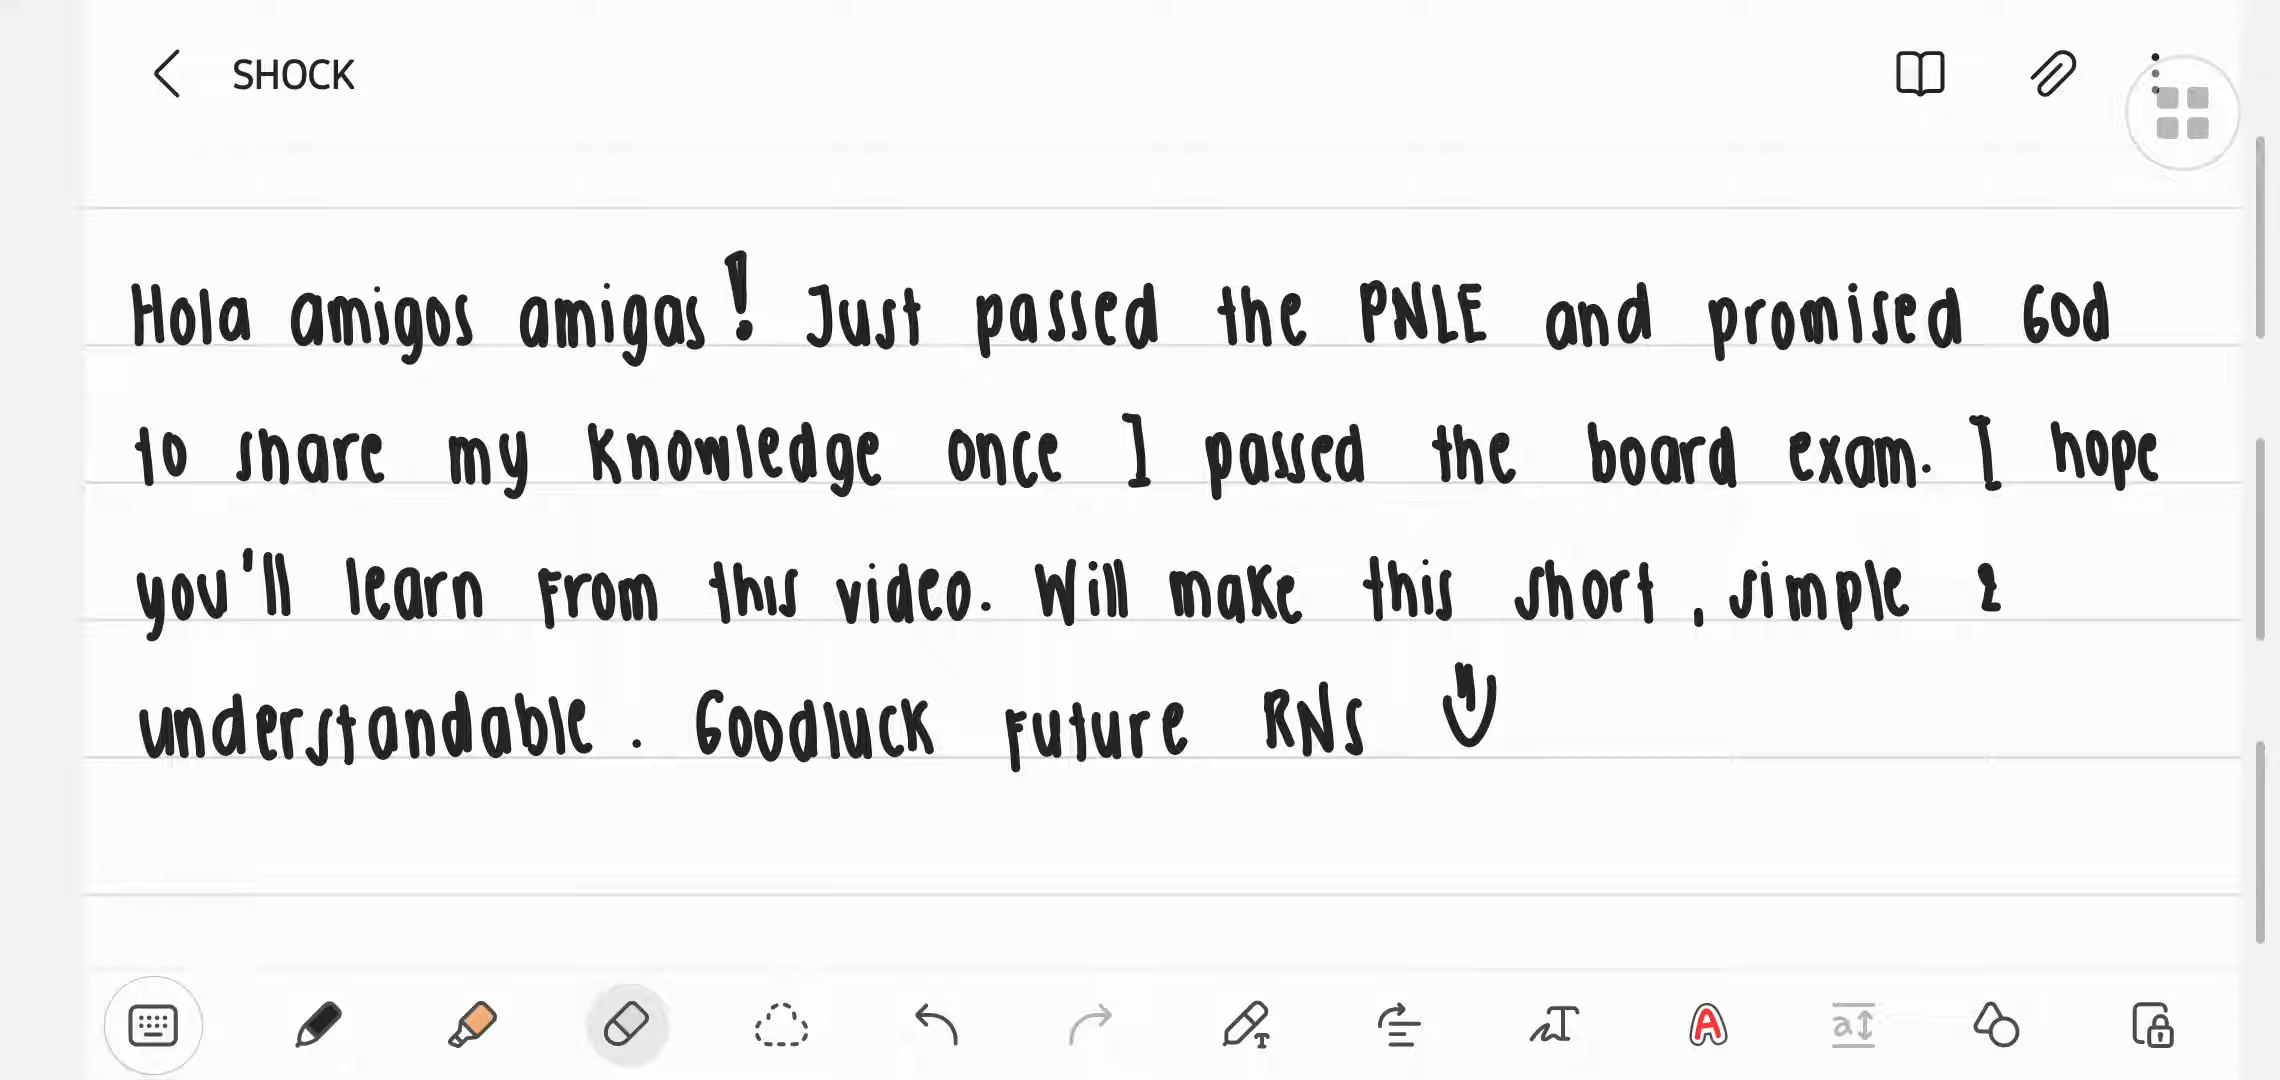 SHOCK
Hola amigos amigas! Just passed the PNLE and promised God
to share my knowledge once I passed the board exam. I hope
you'll learn from this video. Will make this short, simple &
understandable. Goodluck future RNs